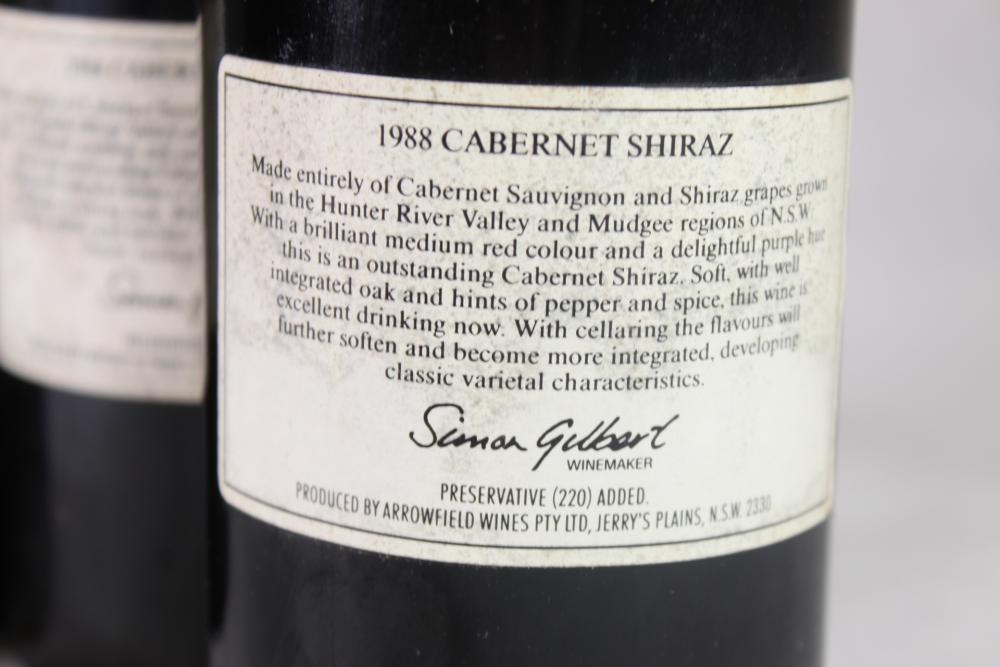 1988 CABERNET SHIRAZ
Made entirely of Cabernet Sauvignon and Shiraz grapes grown
in the Hunter River Valley and Mudgee regions of N.S.W.
With a brilliant medium red colour and a delightful purple hue
this is an outstanding Cabernet Shiraz. Soft, with well
integrated oak and hints of pepper and spice, this wine is
excellent drinking now. With cellaring the flavours will
further soften and become more integrated, developing
classic varietal characteristics.
Simon Gilbert
WINEMAKER
PRESERVATIVE (220) ADDED.
PRODUCED BY ARROWFIELD WINES PTY LTD, JERRY'S PLAINS, N.S.W. 2330